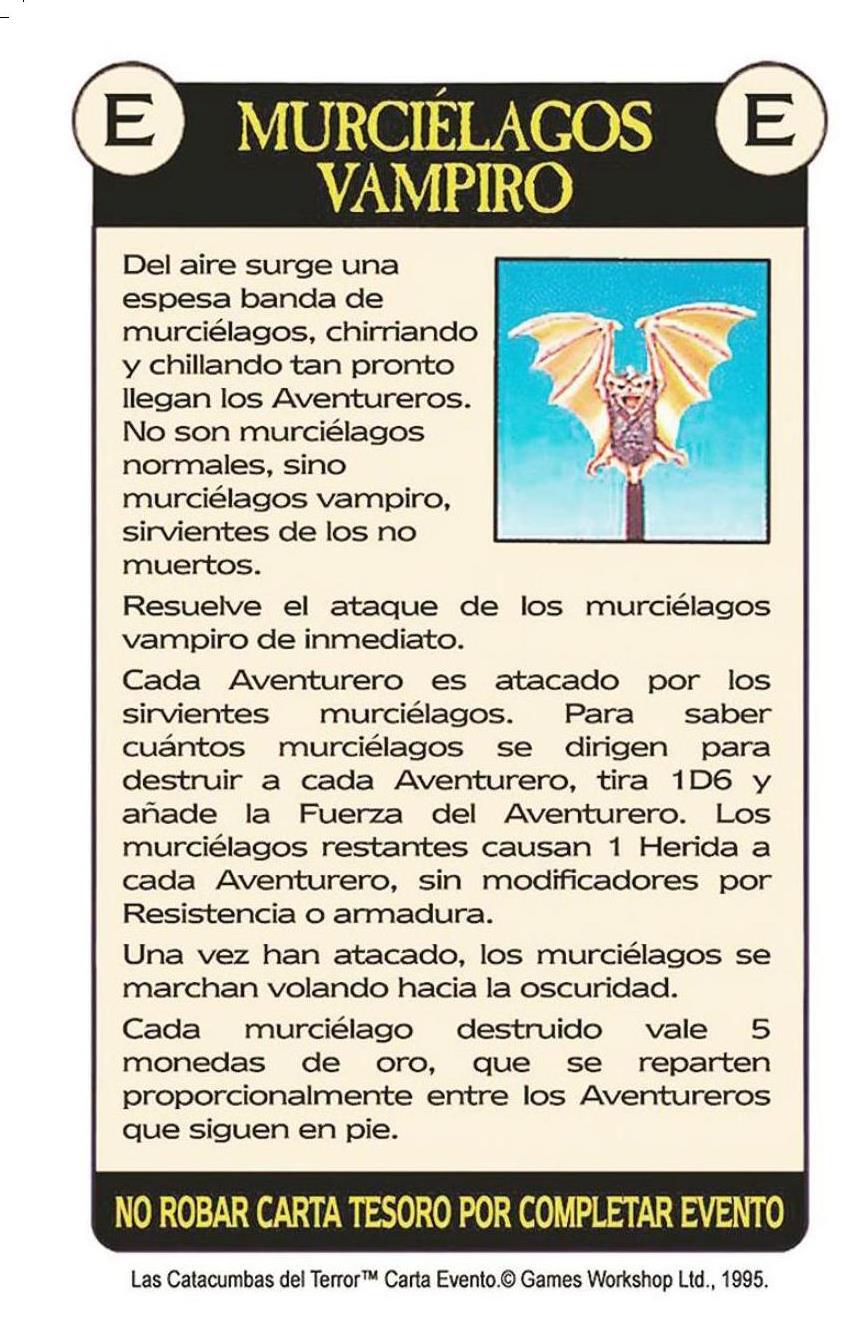 E
E
MURCIÉLAGOS
VAMPIRO
Del aire surge una
espesa banda de
murciélagos, chirriando
y chillando tan pronto
llegan los Aventureros.
No son murciélagos
normales, sino
murciélagos vampiro,
sirvientes de los no
muertos.
Resuelve el ataque de los murciélagos
vampiro de inmediato.
Cada Aventurero es atacado por los
sirvientes murciélagos. Para saber
cuántos murciélagos se dirigen para
destruir a cada Aventurero, tira 1D6 y
añade la Fuerza del Aventurero. Los
murciélagos restantes causan 1 Herida a
cada Aventurero, sin modificadores por
Resistencia o armadura.
Una vez han atacado, los murciélagos se
marchan volando hacia la oscuridad.
Cada murciélago destruido vale 5
monedas de oro, que se reparten
proporcionalmente entre los Aventureros
que siguen en pie.
NO ROBAR CARTA TESORO POR COMPLETAR EVENTO
Las Catacumbas del Terror™ Carta Evento.© Games Workshop Ltd., 1995.